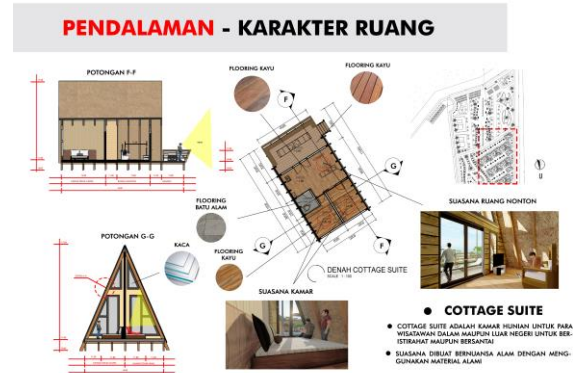 PENDALAMAN - KARAKTER RUANG
POTONGAN F-F
FLOORING KAYU
FLOORING KAYU
F
G
FLOORING
BATU ALAM
G
F
SUASANA RUANG NONTON
U
POTONGAN G-G
KACA
FLOORING
KAYU
DENAH COTTAGE SUITE
SUASANA KAMAR
● COTTAGE SUITE
● COTTAGE SUITE ADALAH KAMAR HUNIAN UNTUK PARA
WISATAWAN DALAM MAUPUN LUAR NEGERI UNTUK BER-
ISTIRAHAT MAUPUN BERSANTAI
● SUASANA DIBUAT BERNUANSA ALAM DENGAN MENG-
GUNAKAN MATERIAL ALAMI